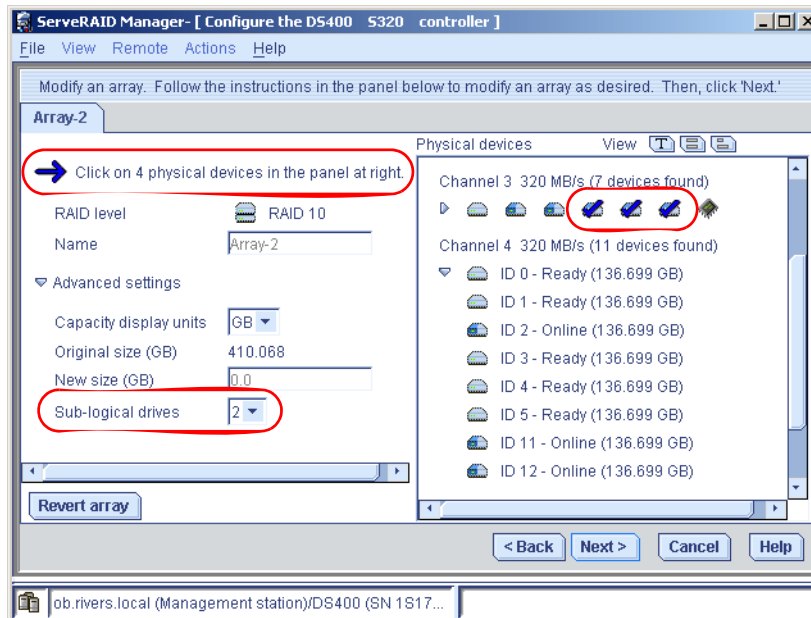 ServeRAID Manager- [ Configure the DS400 S320 controller ]
File View Remote Actions Help
Modify an array. Follow the instructions in the panel below to modify an array as desired. Then, click 'Next.'
Array-2
Click on 4 physical devices in the panel at right.
RAID level RAID 10
Name Array-2
Advanced settings
Capacity display units GB
Original size (GB) 410.068
New size (GB) 0.0
Sub-logical drives 2
Revert array
Physical devices View T
Channel 3 320 MB/s (7 devices found)
Channel 4 320 MB/s (11 devices found)
ID 0 - Ready (136.699 GB)
ID 1 - Ready (136.699 GB)
ID 2 - Online (136.699 GB)
ID 3 - Ready (136.699 GB)
ID 4 - Ready (136.699 GB)
ID 5 - Ready (136.699 GB)
ID 11 - Online (136.699 GB)
ID 12 - Online (136.699 GB)
< Back Next > Cancel Help
ob.rivers.local (Management station)/DS400 (SN 1S17...